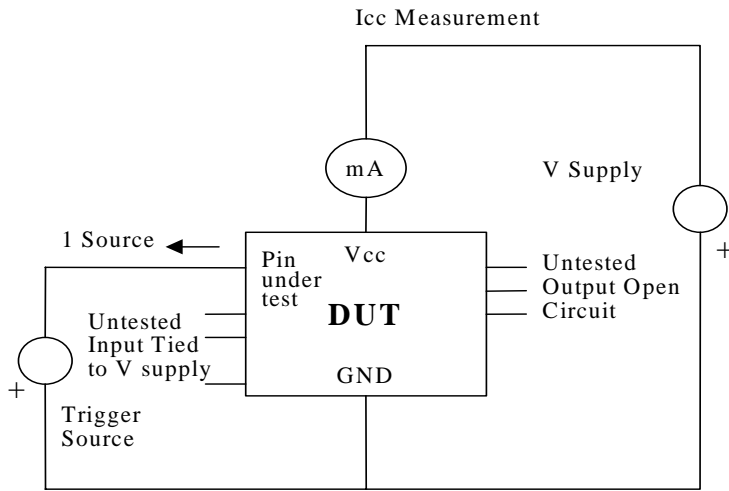 Icc Measurement
mA
V Supply
+
1 Source
Vcc
Pin
under
test
DUT
GND
Untested
Output Open
Circuit
Untested
Input Tied
to V supply
+
Trigger
Source